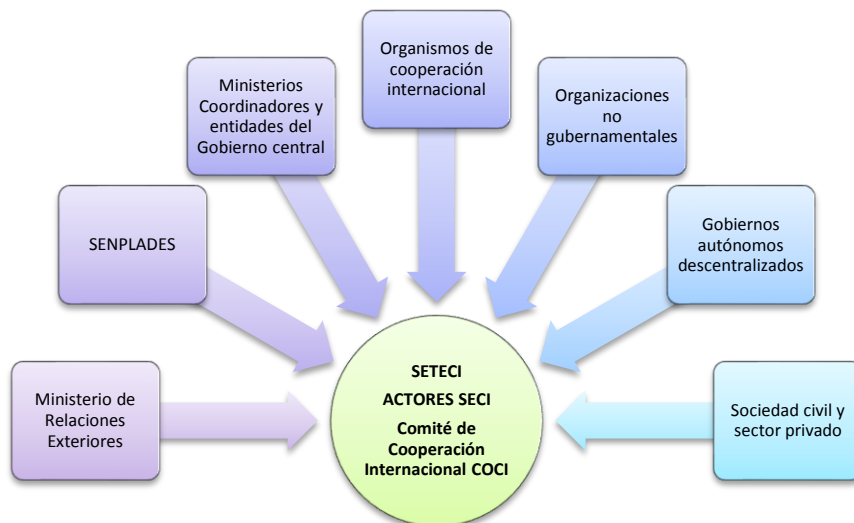 Organismos de
cooperación
internacional
Ministerios
Coordinadores y
entidades del
Gobierno central
Organizaciones
no
gubernamentales
SENPLADES
Gobiernos
autónomos
descentralizados
Ministerio de
Relaciones
Exteriores
SETECI
ACTORES SECI
Comité de
Cooperación
Internacional COCI
Sociedad civil y
sector privado